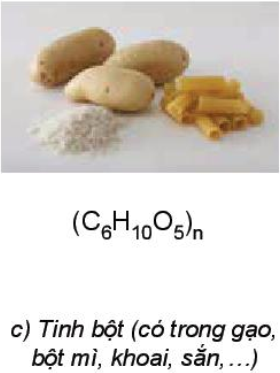 (C₆H₁₀O₅)ₙ
c) Tinh bột (có trong gạo,
bột mì, khoai, sắn,...)